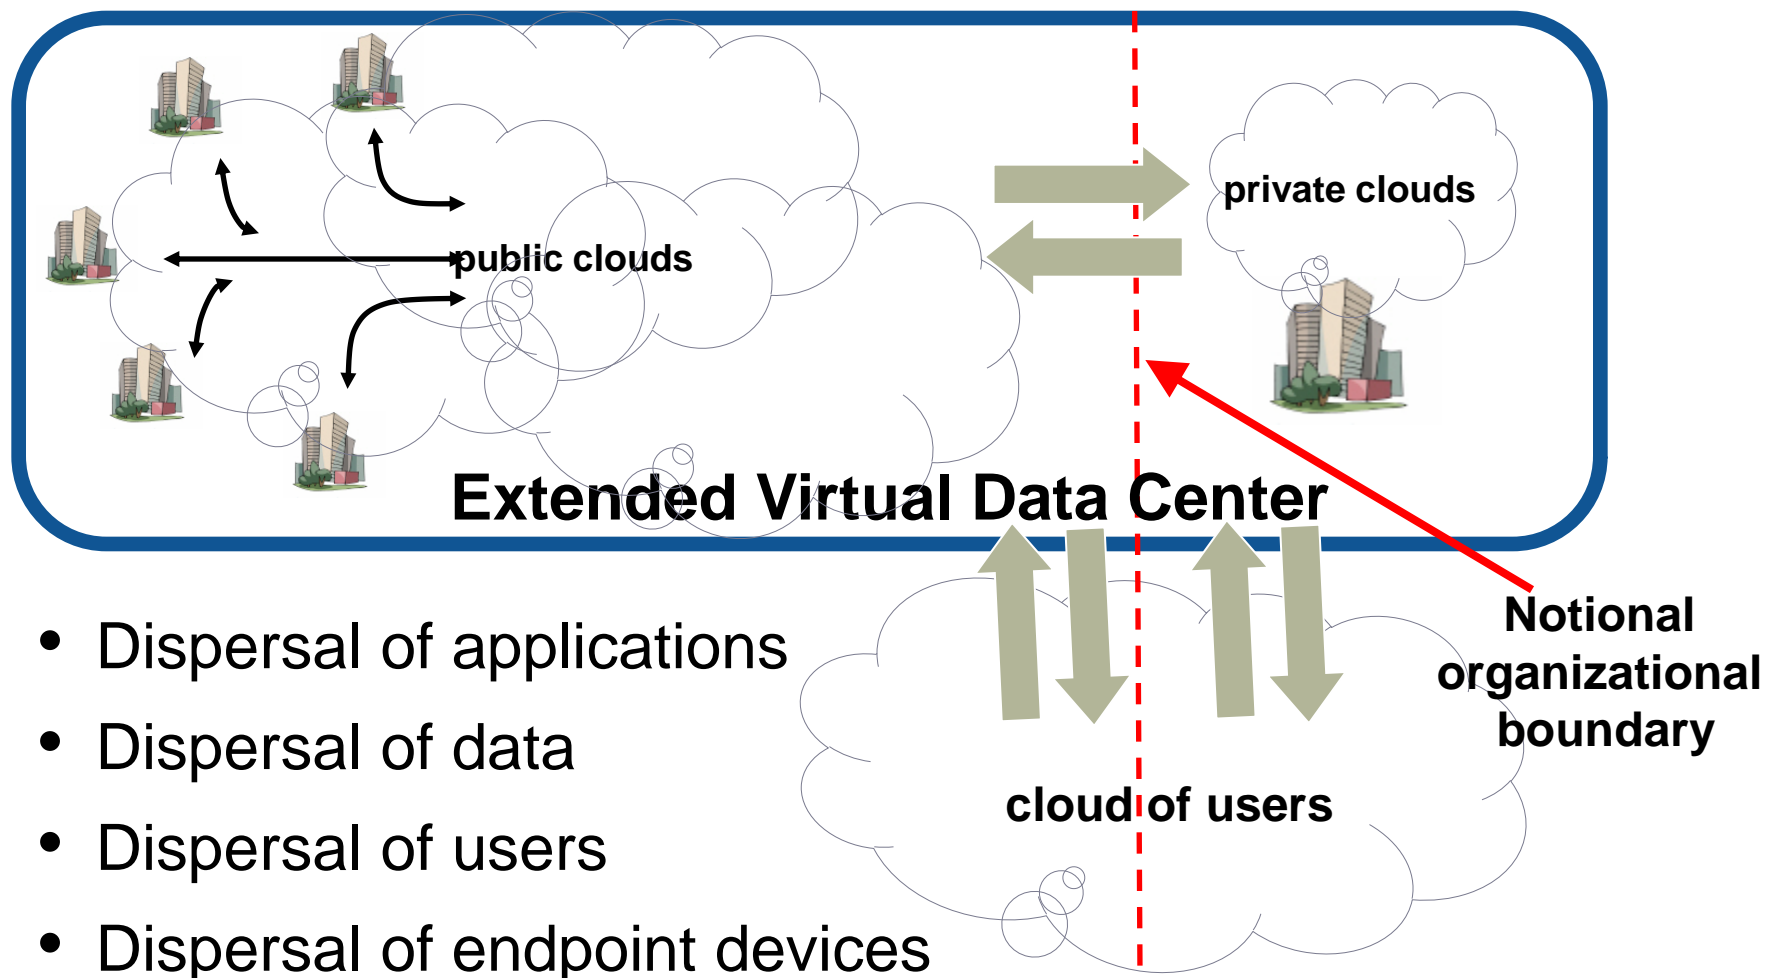 private clouds
public clouds
Extended Virtual Data Center
Notional
organizational
boundary
• Dispersal of applications
• Dispersal of data
• Dispersal of users
• Dispersal of endpoint devices
cloud of users